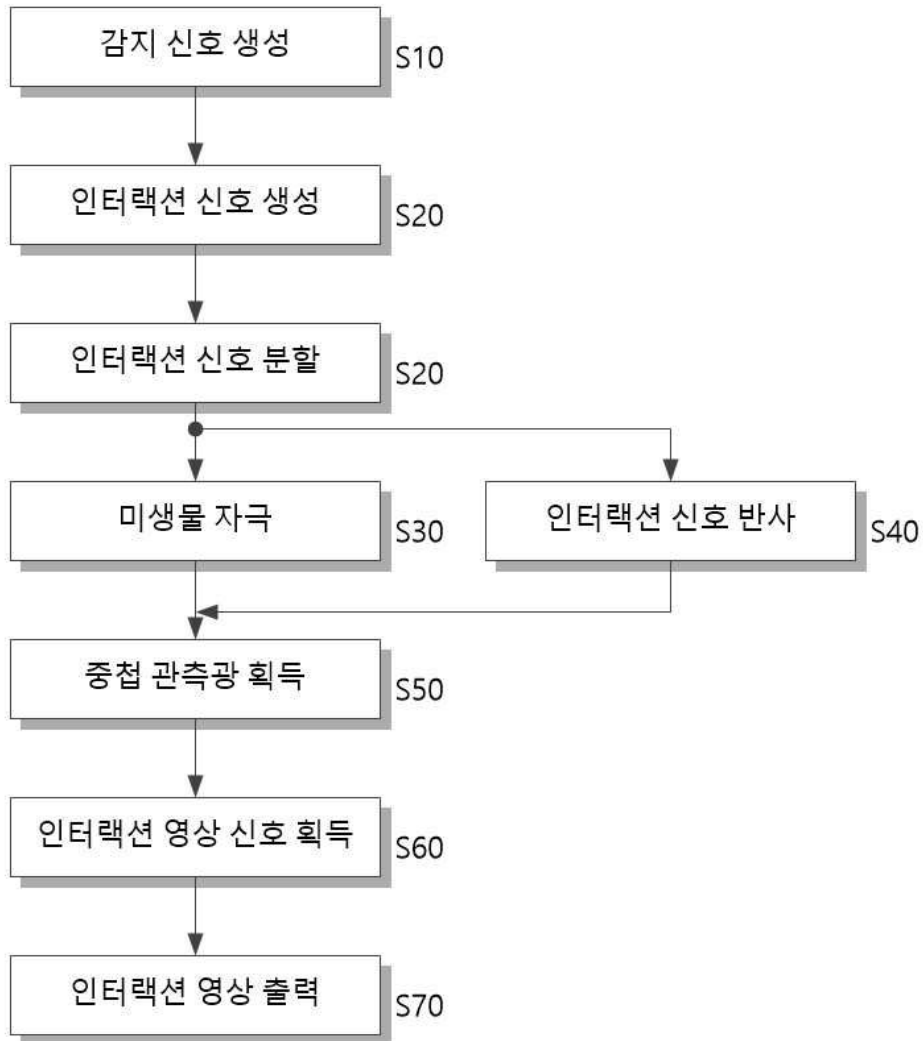 감지 신호 생성
S10
인터랙션 신호 생성
S20
인터랙션 신호 분할
S20
미생물 자극
S30
인터랙션 신호 반사
S40
중첩 관측광 획득
S50
인터랙션 영상 신호 획득
S60
인터랙션 영상 출력
S70